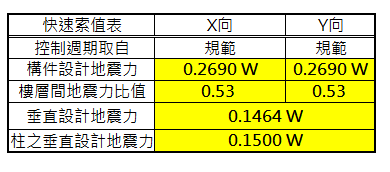 快速索值表 X向 Y向
控制週期取自 規範 規範
構件設計地震力 0.2690 W 0.2690 W
樓層間地震力比值 0.53 0.53
垂直設計地震力 0.1464 W
柱之垂直設計地震力 0.1500 W